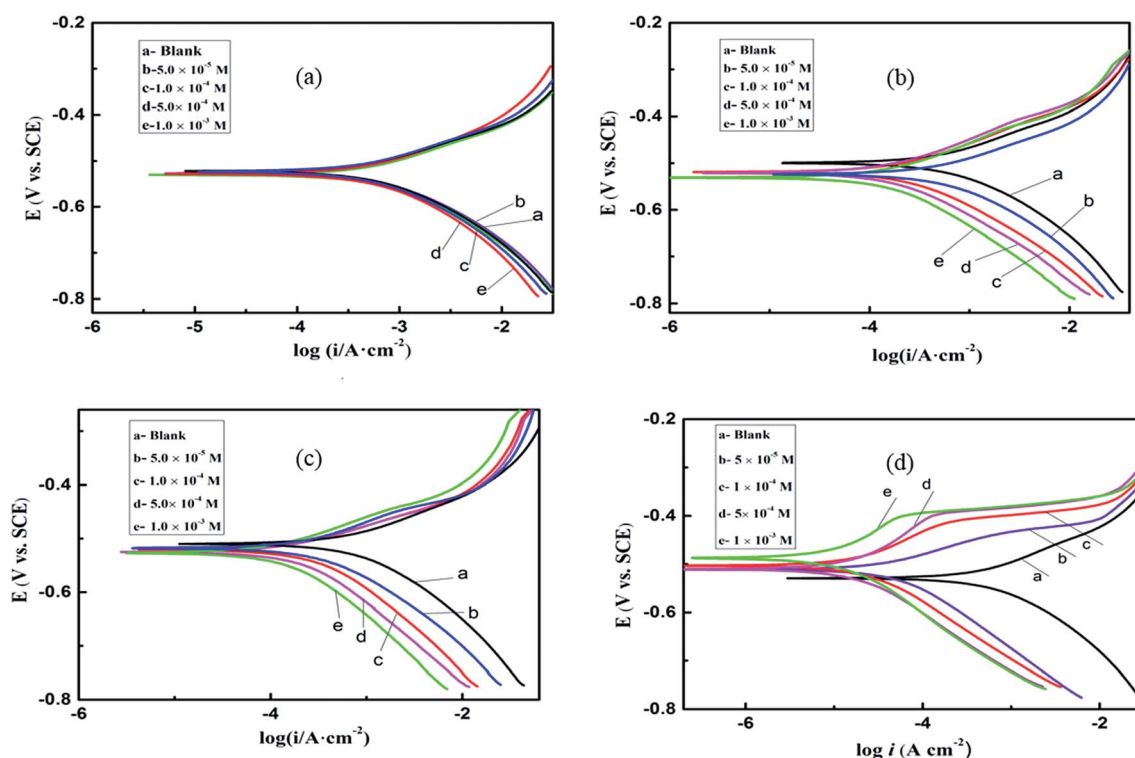 -0.2
-0.4
-0.6
-0.8
E (V vs. SCE)
a- Blank
b-5.0 × 10⁻⁵ M
c-1.0 × 10⁻⁴ M
d-5.0 × 10⁻⁴ M
e-1.0 × 10⁻³ M
(a)
b
a
d
c
e
-6 -5 -4 -3 -2
log (i/A·cm⁻²)
-0.2
-0.4
-0.6
-0.8
E (V vs. SCE)
a- Blank
b-5.0 × 10⁻⁵ M
c- 1.0 × 10⁻⁴ M
d- 5.0 × 10⁻⁴ M
e- 1.0 × 10⁻³ M
(b)
a
b
e
d
c
-6 -4 -2
log(i/A·cm⁻²)
-0.4
-0.6
-0.8
E (V vs. SCE)
a- Blank
b- 5.0 × 10⁻⁵ M
c- 1.0 × 10⁻⁴ M
d- 5.0× 10⁻⁴ M
e- 1.0 × 10⁻³ M
(c)
a
b
e
d
c
-6 -4 -2
log(i/A·cm⁻²)
-0.2
-0.4
-0.6
-0.8
E (V vs. SCE)
a- Blank
b- 5 × 10⁻⁵ M
c- 1 × 10⁻⁴ M
d- 5× 10⁻⁴ M
e- 1 × 10⁻³ M
(d)
e
d
c
b
a
-6 -4 -2
log i (A cm⁻²)